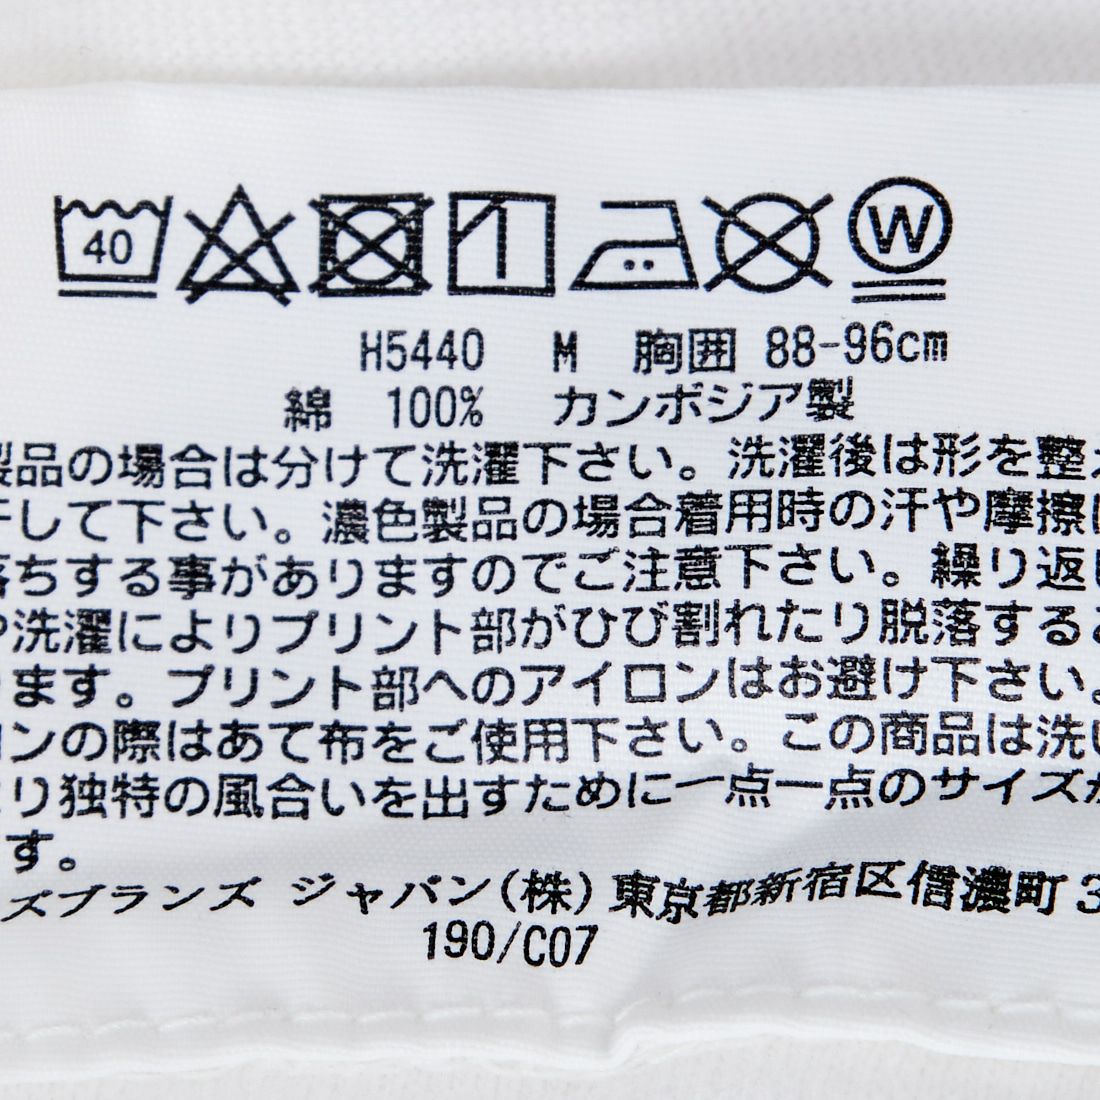 40 W
H5440 M 胸囲 88-96cm
綿 100% カンボジア製
製品の場合は分けて洗濯下さい。洗濯後は形を整え
して下さい。濃色製品の場合着用時の汗や摩擦に
落ちする事がありますのでご注意下さい。繰り返し
や洗濯によりプリント部がひび割れたり脱落するこ
ます。プリント部へのアイロンはお避け下さい。
ロンの際はあて布をご使用下さい。この商品は洗い
より独特の風合いを出すために一点一点のサイズが
す。
ズブランズ ジャパン(株)東京都新宿区信濃町3
190/C07